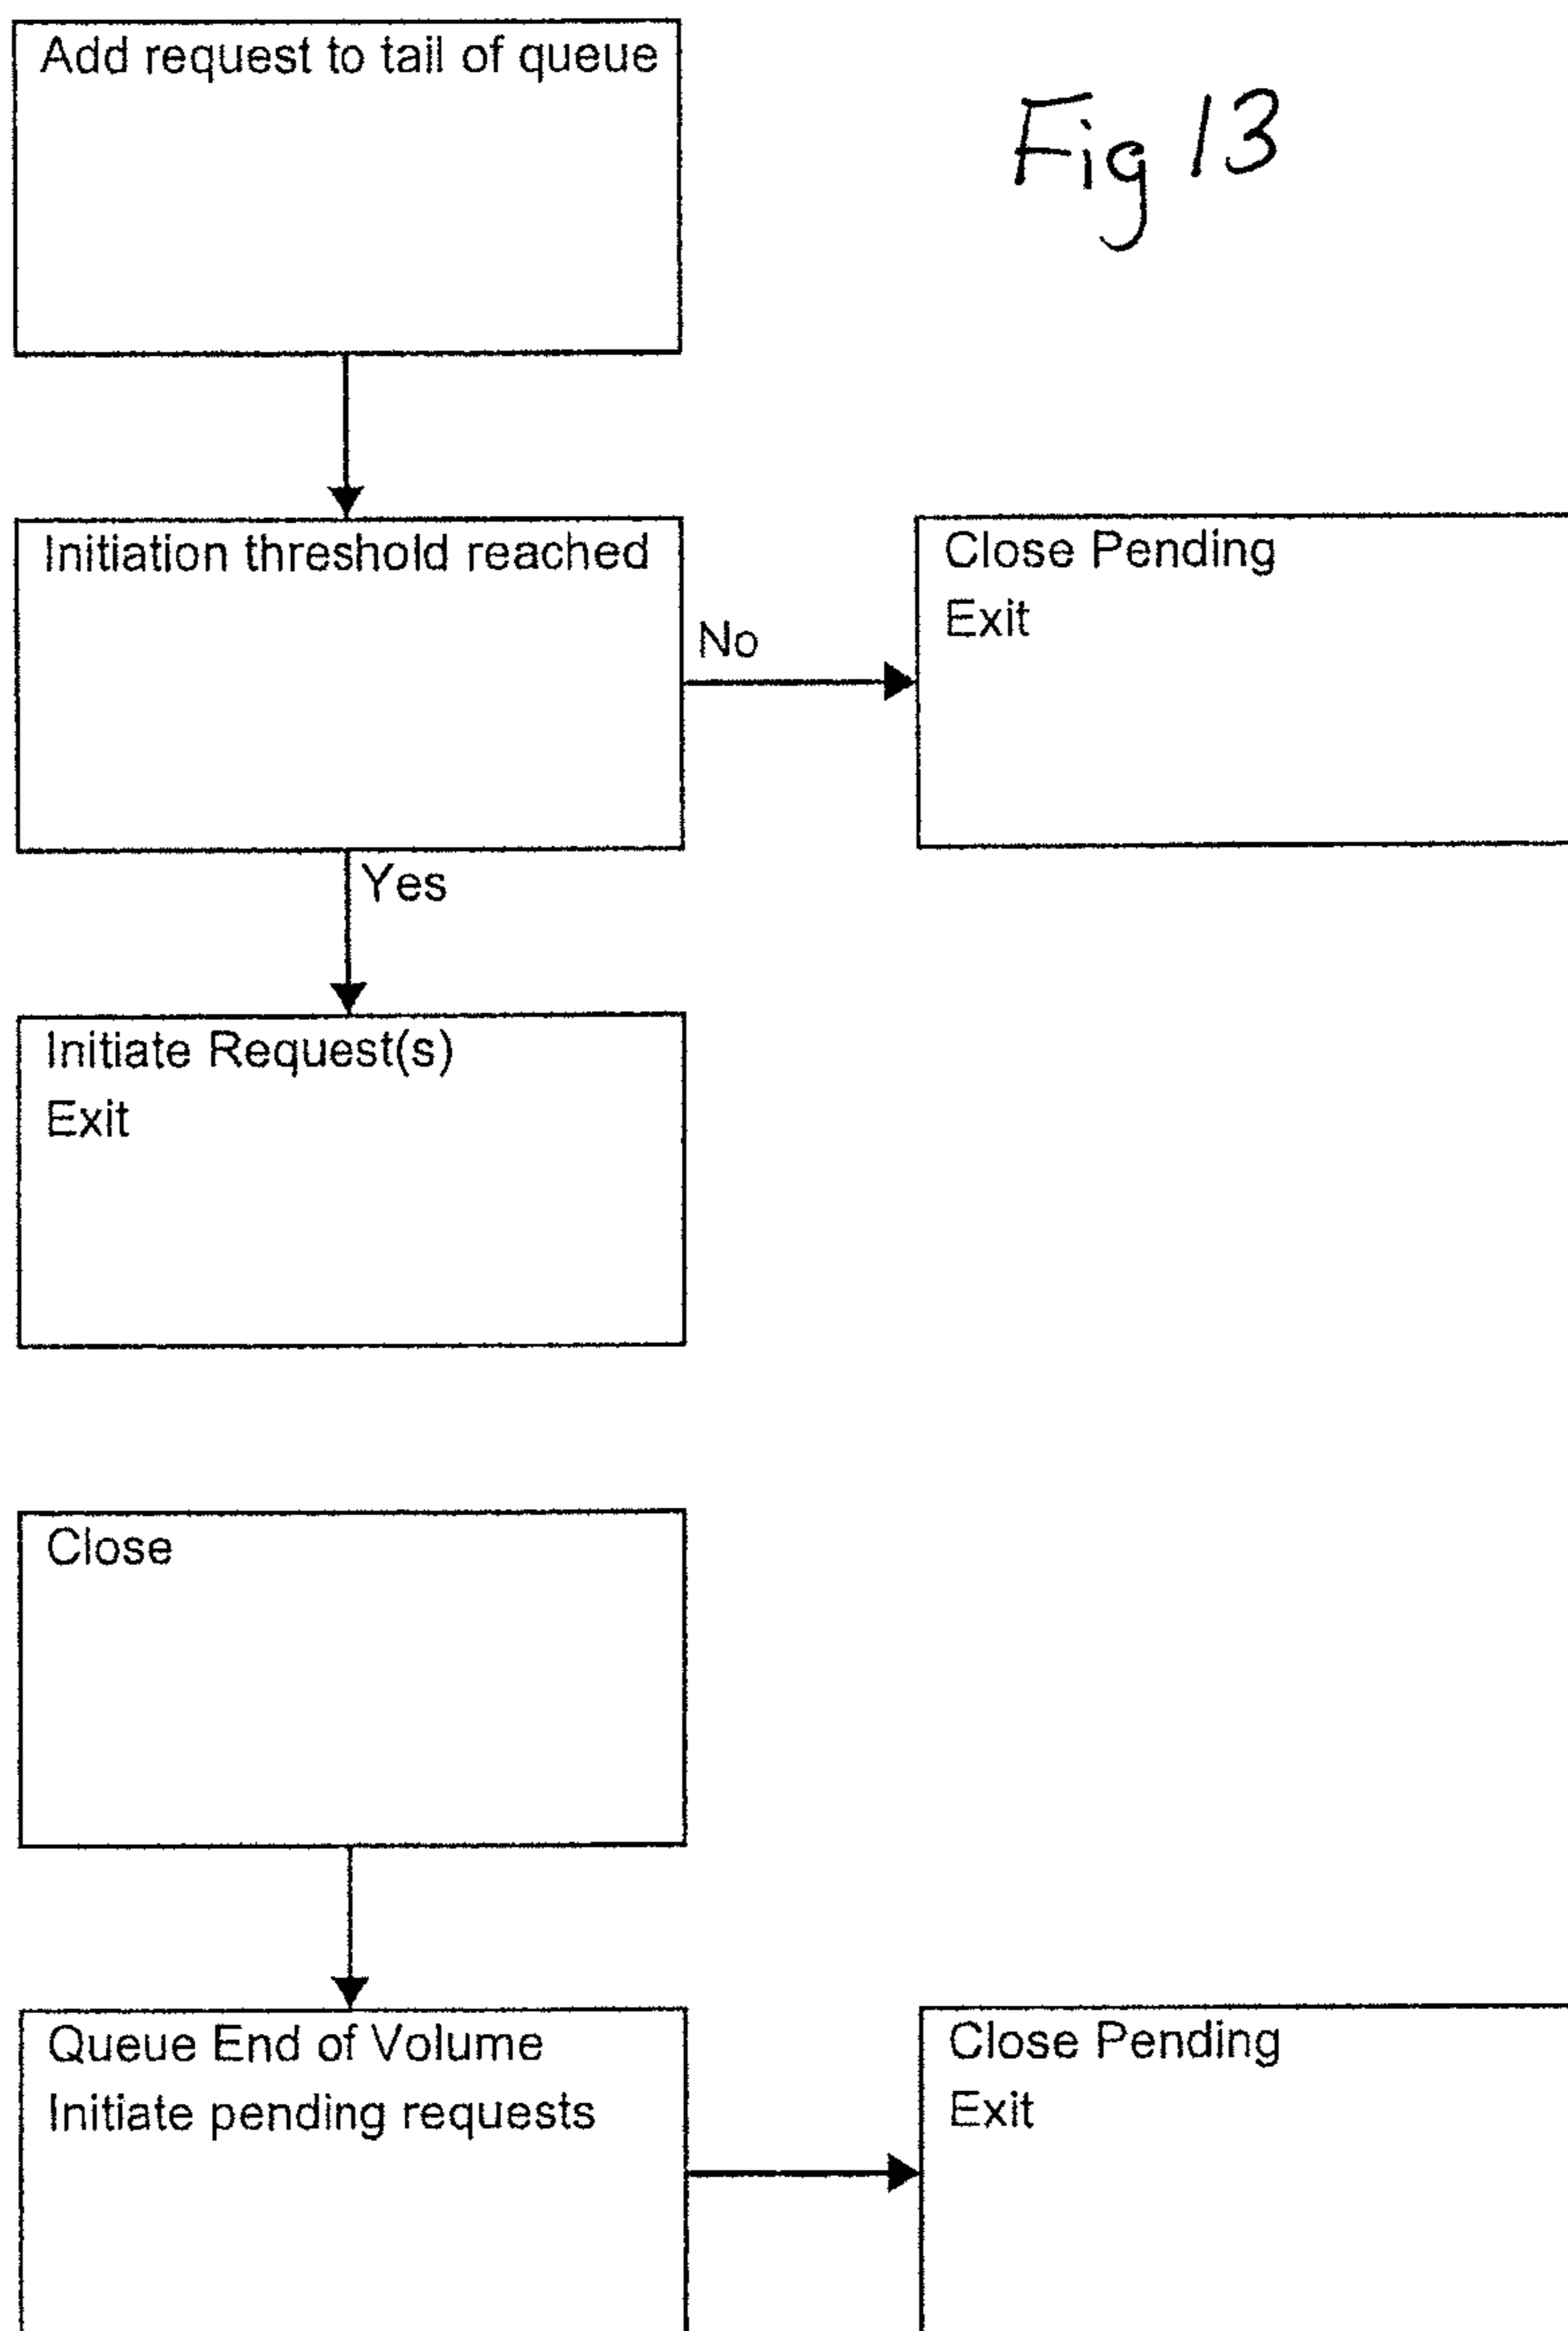 Add request to tail of queue
Fig 13
Initiation threshold reached
No
Close Pending
Exit
Yes
Initiate Request(s)
Exit
Close
Queue End of Volume
Initiate pending requests
Close Pending
Exit